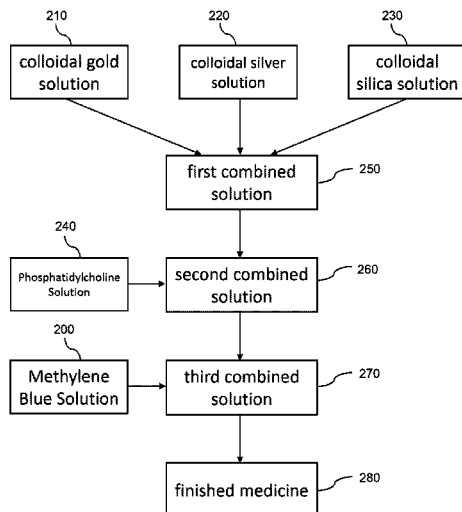 210
220
230
colloidal gold
solution
colloidal silver
solution
colloidal
silica solution
first combined
solution
250
240
Phosphatidylcholine
Solution
second combined
solution
260
200
Methylene
Blue Solution
third combined
solution
270
finished medicine
280